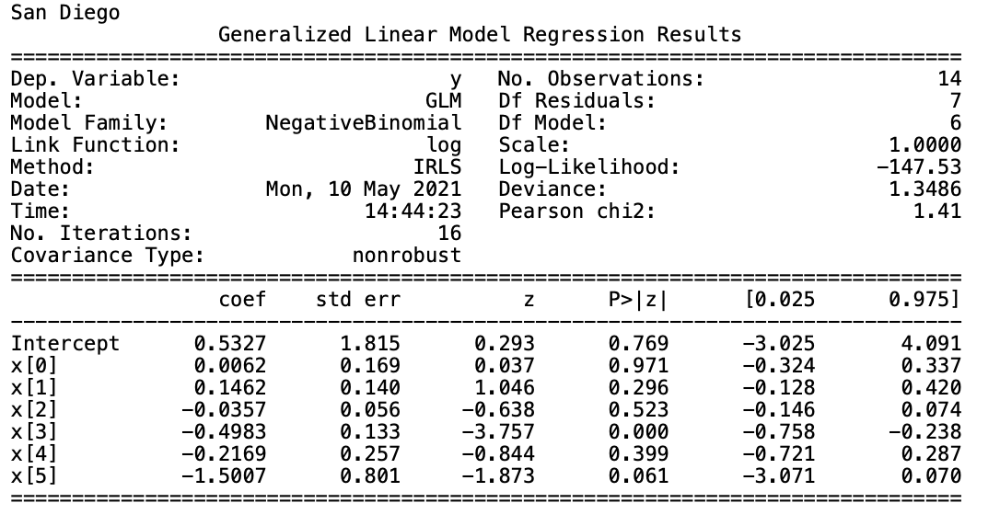 San Diego
Generalized Linear Model Regression Results
==============================================================================
Dep. Variable: y No. Observations: 14
Model: GLM Df Residuals: 7
Model Family: NegativeBinomial Df Model: 6
Link Function: log Scale: 1.0000
Method: IRLS Log-Likelihood: -147.53
Date: Mon, 10 May 2021 Deviance: 1.3486
Time: 14:44:23 Pearson chi2: 1.41
No. Iterations: 16
Covariance Type: nonrobust
==============================================================================
coef std err z P>|z| [0.025 0.975]
------------------------------------------------------------------------------
Intercept 0.5327 1.815 0.293 0.769 -3.025 4.091
x[0] 0.0062 0.169 0.037 0.971 -0.324 0.337
x[1] 0.1462 0.140 1.046 0.296 -0.128 0.420
x[2] -0.0357 0.056 -0.638 0.523 -0.146 0.074
x[3] -0.4983 0.133 -3.757 0.000 -0.758 -0.238
x[4] -0.2169 0.257 -0.844 0.399 -0.721 0.287
x[5] -1.5007 0.801 -1.873 0.061 -3.071 0.070
==============================================================================